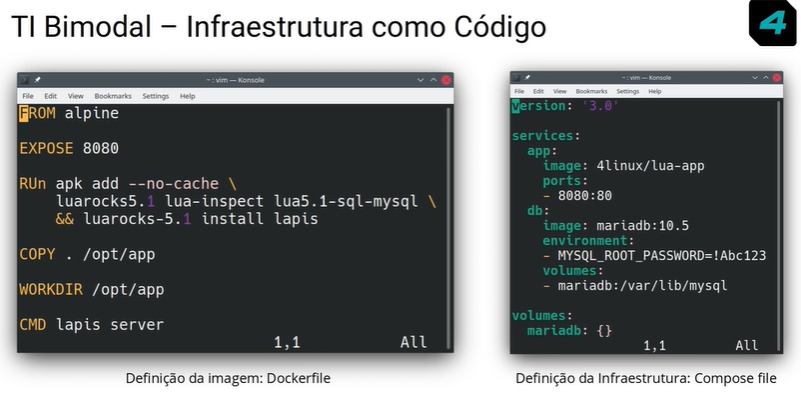 TI Bimodal – Infraestrutura como Código
4
~ : vim — Konsole
File Edit View Bookmarks Settings Help
FROM alpine
EXPOSE 8080
RUn apk add --no-cache \
luarocks5.1 lua-inspect lua5.1-sql-mysql \
&& luarocks-5.1 install lapis
COPY . /opt/app
WORKDIR /opt/app
CMD lapis server
1,1 All
Definição da imagem: Dockerfile
~ : vim — Konsole
File Edit View Bookmarks Settings Help
version: '3.0'
services:
app:
image: 4linux/lua-app
ports:
- 8080:80
db:
image: mariadb:10.5
environment:
- MYSQL_ROOT_PASSWORD=!Abc123
volumes:
- mariadb:/var/lib/mysql
volumes:
mariadb: {}
1,1 All
Definição da Infraestrutura: Compose file